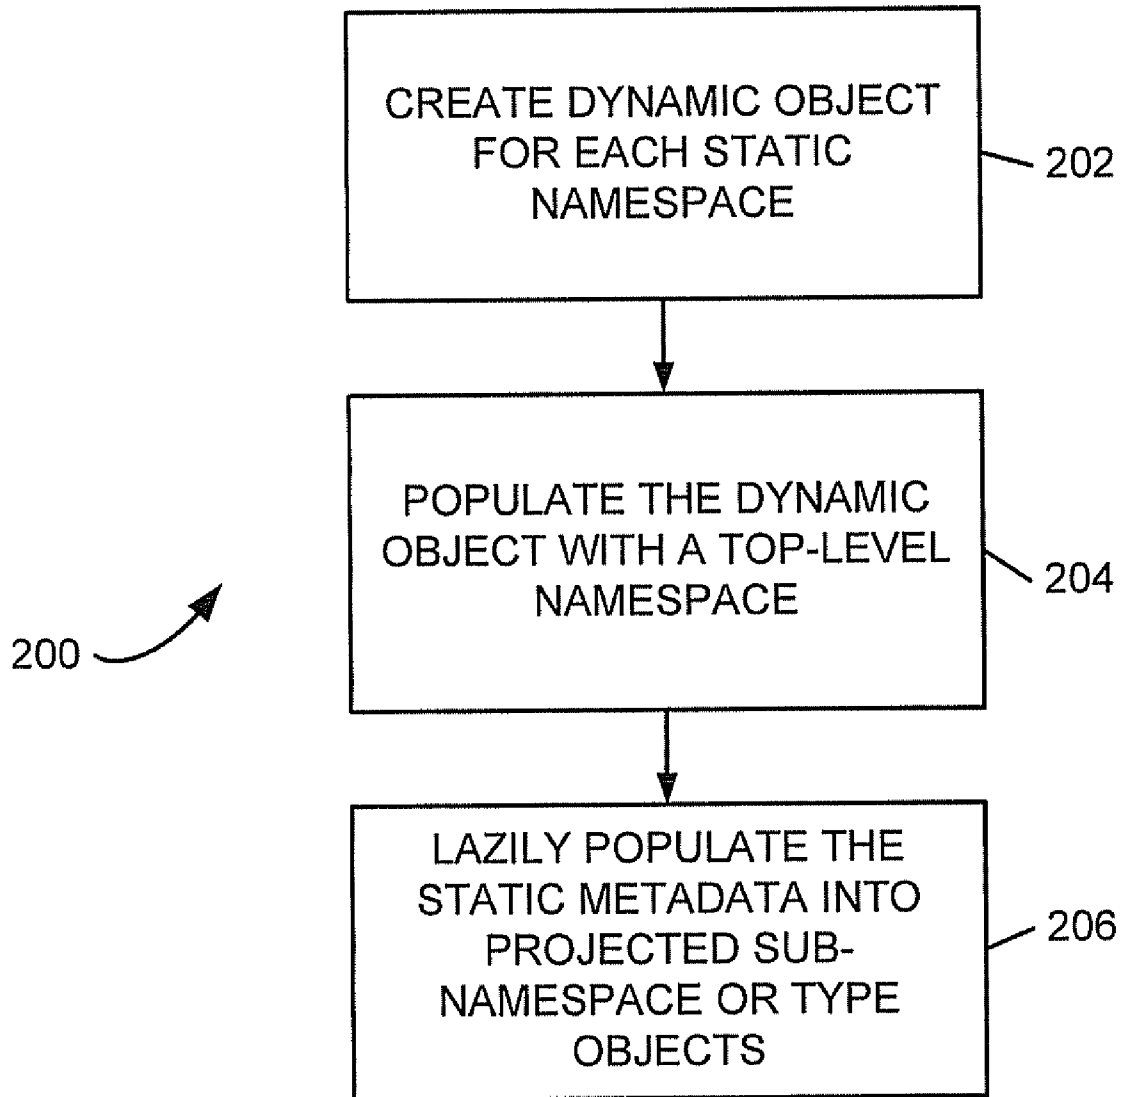 CREATE DYNAMIC OBJECT
FOR EACH STATIC
NAMESPACE
202
POPULATE THE DYNAMIC
OBJECT WITH A TOP-LEVEL
NAMESPACE
204
200
LAZILY POPULATE THE
STATIC METADATA INTO
PROJECTED SUB-
NAMESPACE OR TYPE
OBJECTS
206